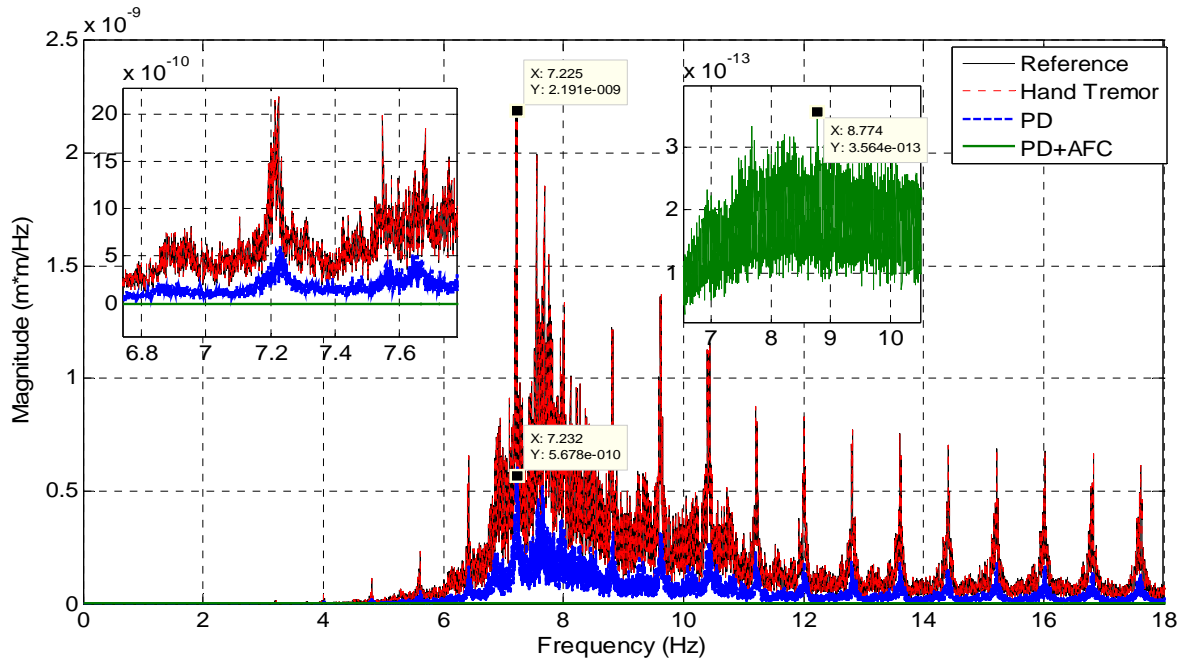 x 10^-9
2.5
2
1.5
1
0.5
0
Magnitude (m*m/Hz)
0 2 4 6 8 10 12 14 16 18
Frequency (Hz)
x 10^-10
20
15
10
5
0
6.8 7 7.2 7.4 7.6
X: 7.225
Y: 2.191e-009
X: 7.232
Y: 5.678e-010
x 10^-13
3
2
1
7 8 9 10
X: 8.774
Y: 3.564e-013
Reference
Hand Tremor
PD
PD+AFC